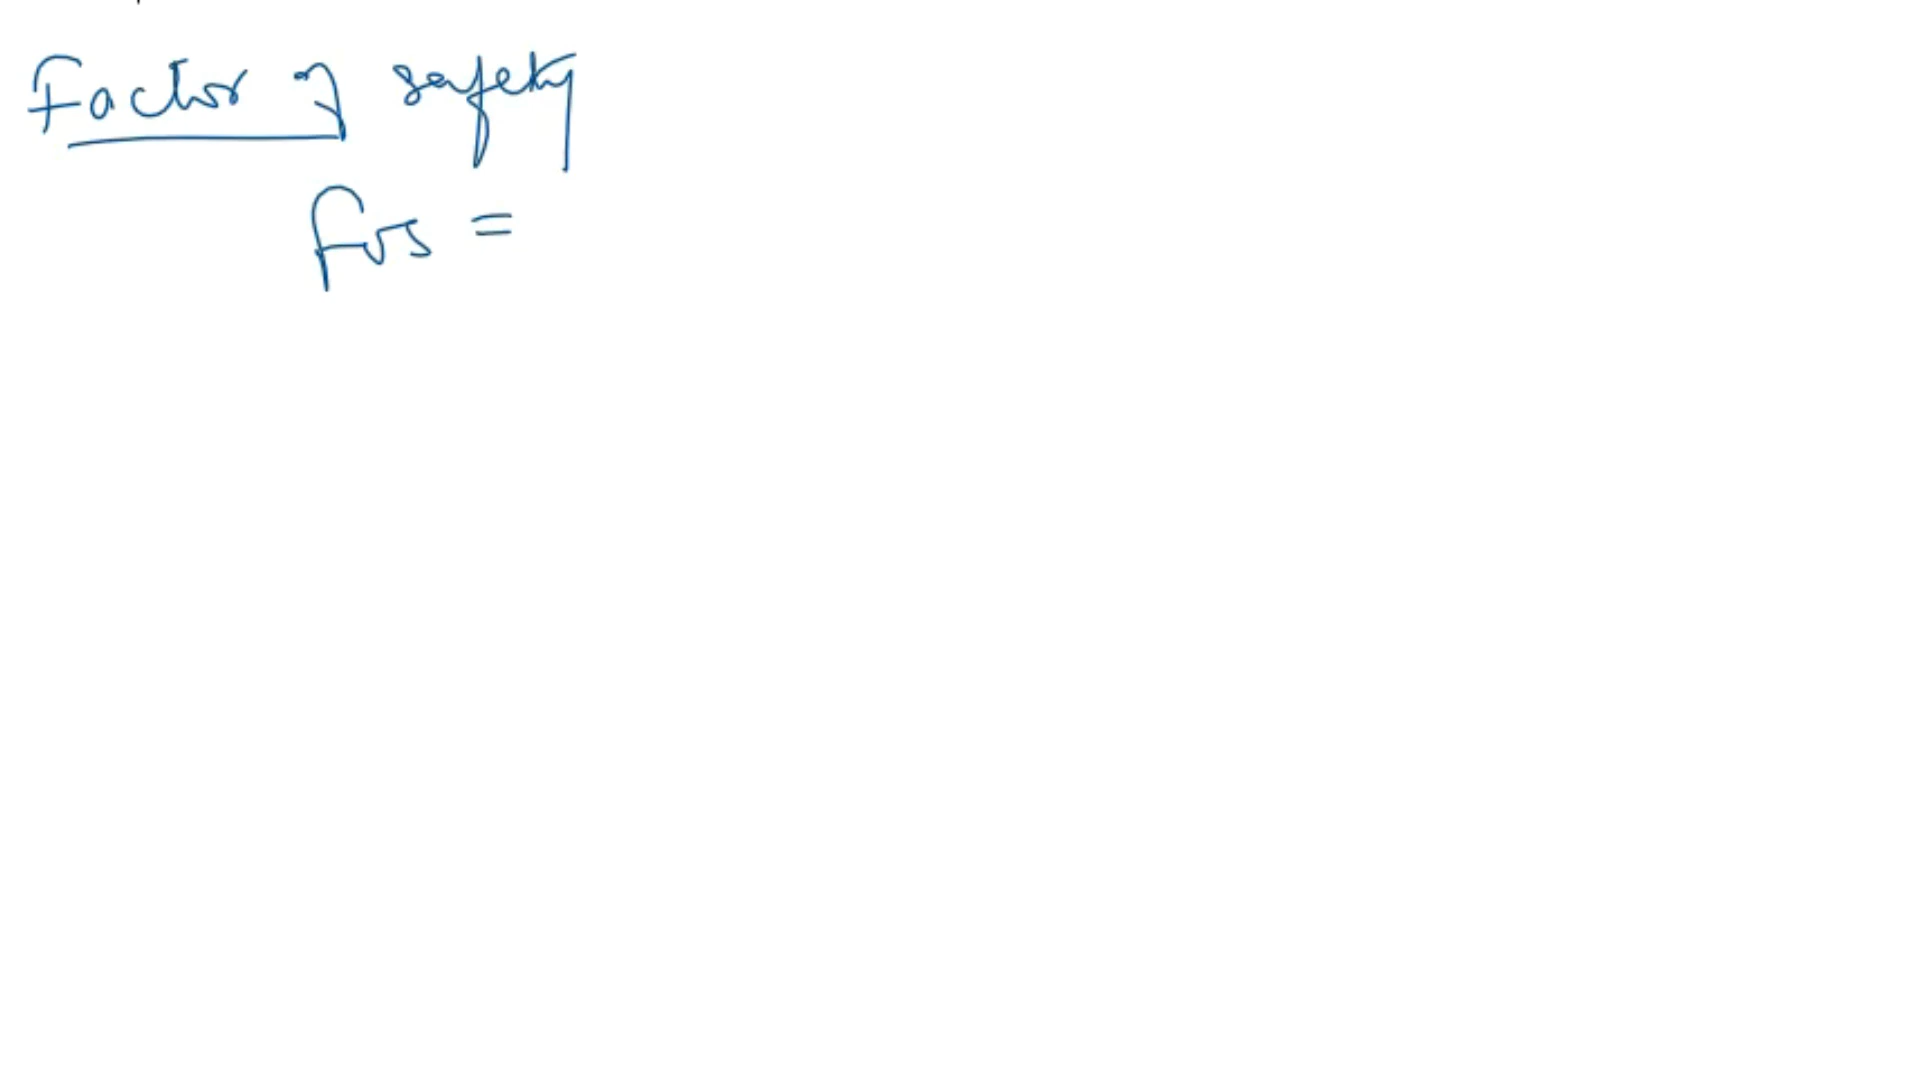 Factor of safety
fos =